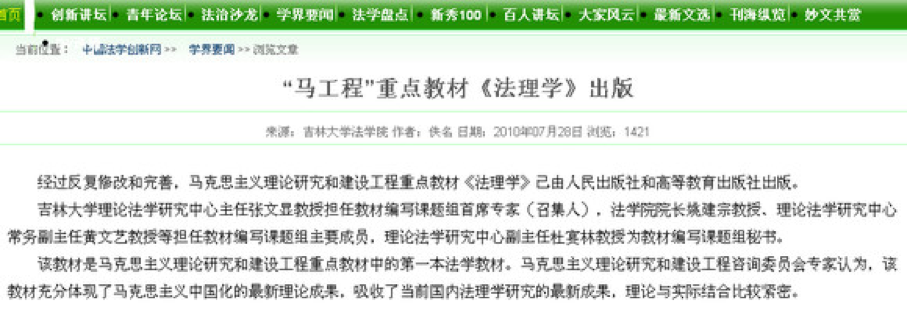 首页 创新讲坛 青年论坛 法治沙龙 学界要闻 法学盘点 新秀100 百人讲坛 大家风云 最新文选 刊海纵览 妙文共赏
当前位置： 中国法学创新网>> 学界要闻>> 浏览文章
“马工程”重点教材《法理学》出版
来源：吉林大学法学院 作者：佚名 日期：2010年07月28日 浏览：1421
经过反复修改和完善，马克思主义理论研究和建设工程重点教材《法理学》已由人民出版社和高等教育出版社出版。
吉林大学理论法学研究中心主任张文显教授担任教材编写课题组首席专家（召集人），法学院院长姚建宗教授、理论法学研究中心
常务副主任黄文艺教授等担任教材编写课题组主要成员，理论法学研究中心副主任杜宴林教授为教材编写课题组秘书。
该教材是马克思主义理论研究和建设工程重点教材中的第一本法学教材。马克思主义理论研究和建设工程咨询委员会专家认为，该
教材充分体现了马克思主义中国化的最新理论成果，吸收了当前国内法理学研究的最新成果，理论与实际结合比较紧密。